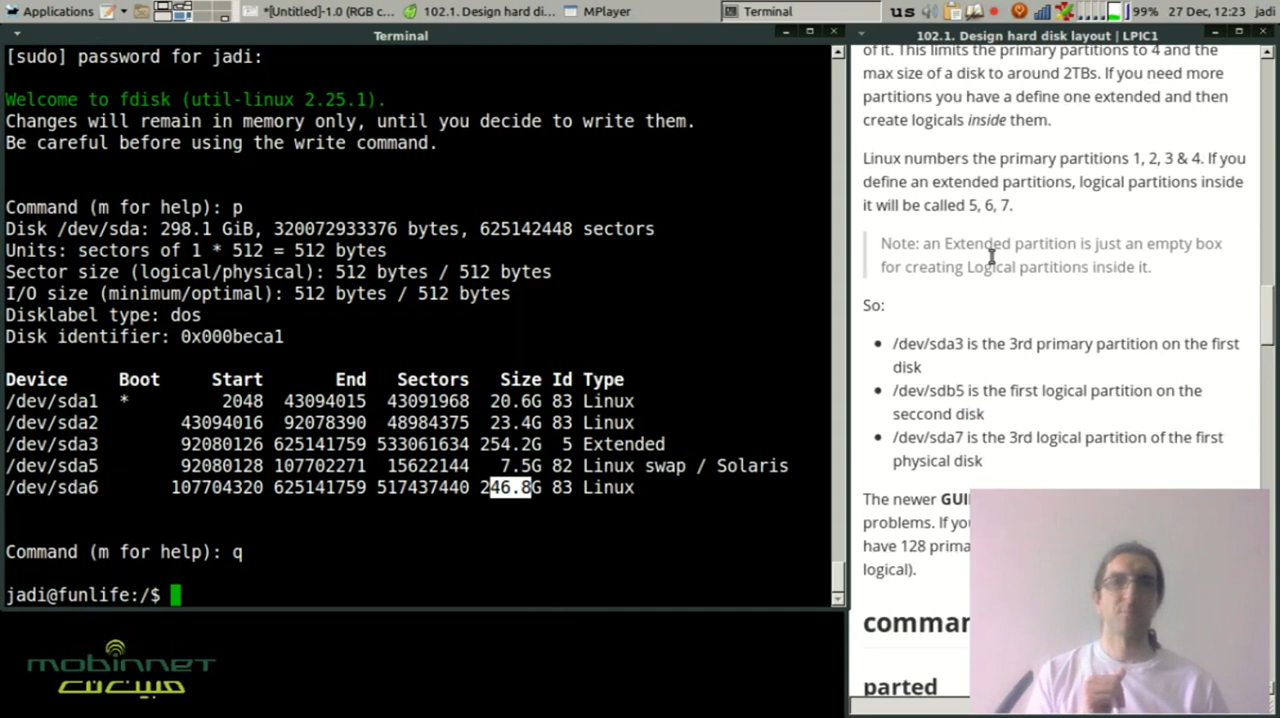 Applications
*[Untitled]-1.0 (RGB c...
102.1. Design hard di...
MPlayer
Terminal
us
99%
27 Dec, 12:23
jadi
Terminal
[sudo] password for jadi:
Welcome to fdisk (util-linux 2.25.1).
Changes will remain in memory only, until you decide to write them.
Be careful before using the write command.
Command (m for help): p
Disk /dev/sda: 298.1 GiB, 320072933376 bytes, 625142448 sectors
Units: sectors of 1 * 512 = 512 bytes
Sector size (logical/physical): 512 bytes / 512 bytes
I/O size (minimum/optimal): 512 bytes / 512 bytes
Disklabel type: dos
Disk identifier: 0x000beca1
Device Boot Start End Sectors Size Id Type
/dev/sda1 * 2048 43094015 43091968 20.6G 83 Linux
/dev/sda2 43094016 92078390 48984375 23.4G 83 Linux
/dev/sda3 92080126 625141759 533061634 254.2G 5 Extended
/dev/sda5 92080128 107702271 15622144 7.5G 82 Linux swap / Solaris
/dev/sda6 107704320 625141759 517437440 246.8G 83 Linux
Command (m for help): q
jadi@funlife:/$
mobinnet
مبین نت
102.1. Design hard disk layout | LPIC1
of it. This limits the primary partitions to 4 and the
max size of a disk to around 2TBs. If you need more
partitions you have a define one extended and then
create logicals inside them.
Linux numbers the primary partitions 1, 2, 3 & 4. If you
define an extended partitions, logical partitions inside
it will be called 5, 6, 7.
Note: an Extended partition is just an empty box
for creating Logical partitions inside it.
So:
• /dev/sda3 is the 3rd primary partition on the first
disk
• /dev/sdb5 is the first logical partition on the
seccond disk
• /dev/sda7 is the 3rd logical partition of the first
physical disk
The newer GUI
problems. If you
have 128 prima
logical).
comman
parted